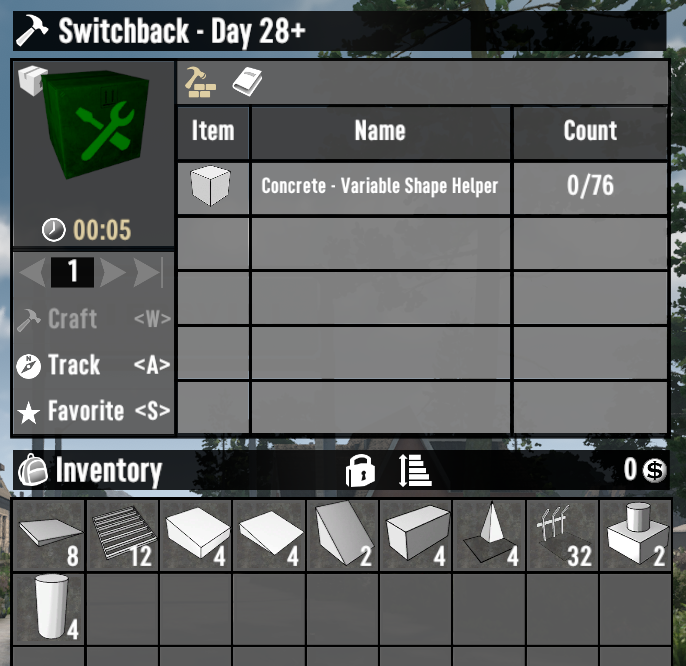 Switchback - Day 28+
Item Name Count
Concrete - Variable Shape Helper 0/76
00:05
1
Craft <W>
Track <A>
Favorite <S>
Inventory 0
8 12 4 4 2 4 4 32 2
4